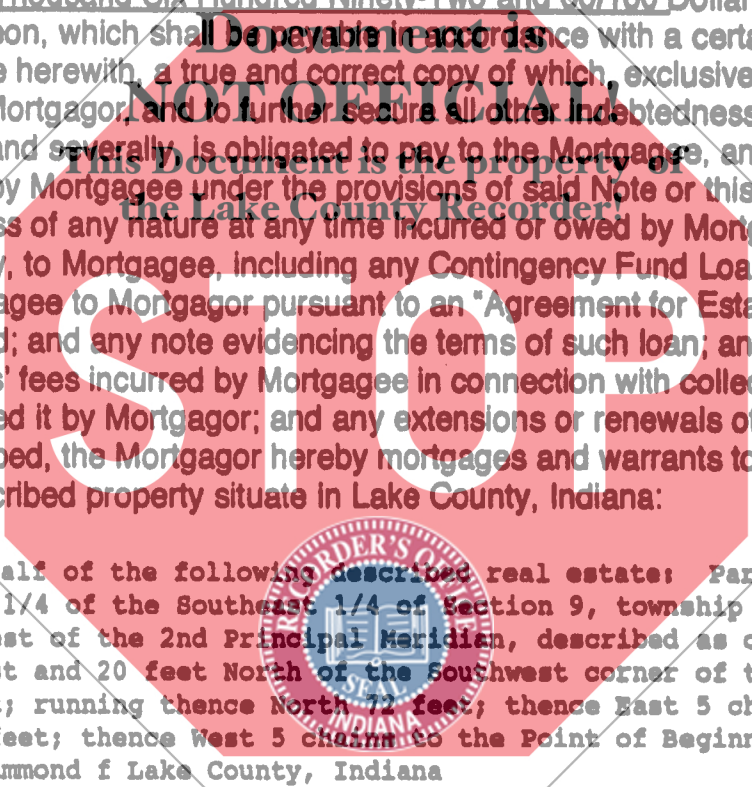 Thousand Six Hundred Ninety-Two and 00/100 Dollar
on, which shall be payable in accordance with a certa
Document is
e herewith, a true and correct copy of which, exclusive
NOT OFFICIAL!
Mortgagor, and to further secure all other indebtedness
and severally, is obligated to pay to the Mortgagee, an
This Document is the property of
by Mortgagee under the provisions of said Note or this
the Lake County Recorder!
ss of any nature at any time incurred or owed by Mort
, to Mortgagee, including any Contingency Fund Loa
agee to Mortgagor pursuant to an "Agreement for Esta
d; and any note evidencing the terms of such loan; an
s' fees incurred by Mortgagee in connection with colle
ed it by Mortgagor; and any extensions or renewals o
STOP
bed, the Mortgagor hereby mortgages and warrants to
cribed property situate in Lake County, Indiana:
RECORDER'S OFFICE
alf of the following described real estate: Par
1/4 of the Southeast 1/4 of Section 9, township
est of the 2nd Principal Meridian, described as c
st and 20 feet North of the Southwest corner of t
SEAL
; running thence North 72 feet; thence East 5 ch
INDIANA
feet; thence West 5 chains to the Point of Beginn
ammond f Lake County, Indiana